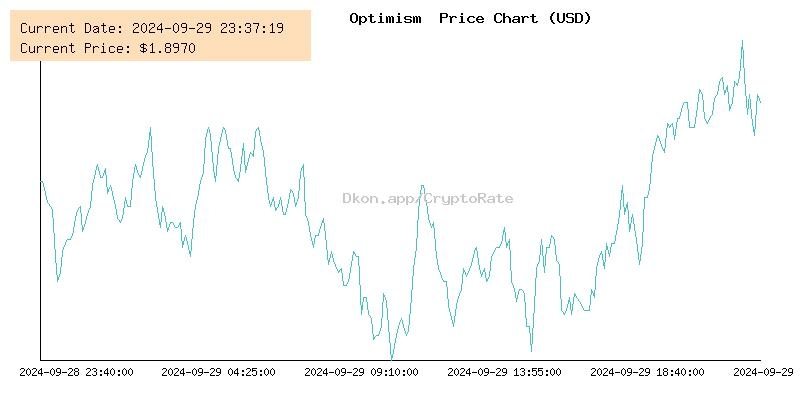 Optimism Price Chart (USD)
Current Date: 2024-09-29 23:37:19
Current Price: $1.8970
Dkon.app/CryptoRate
2024-09-28 23:40:00 2024-09-29 04:25:00 2024-09-29 09:10:00 2024-09-29 13:55:00 2024-09-29 18:40:00 2024-09-29